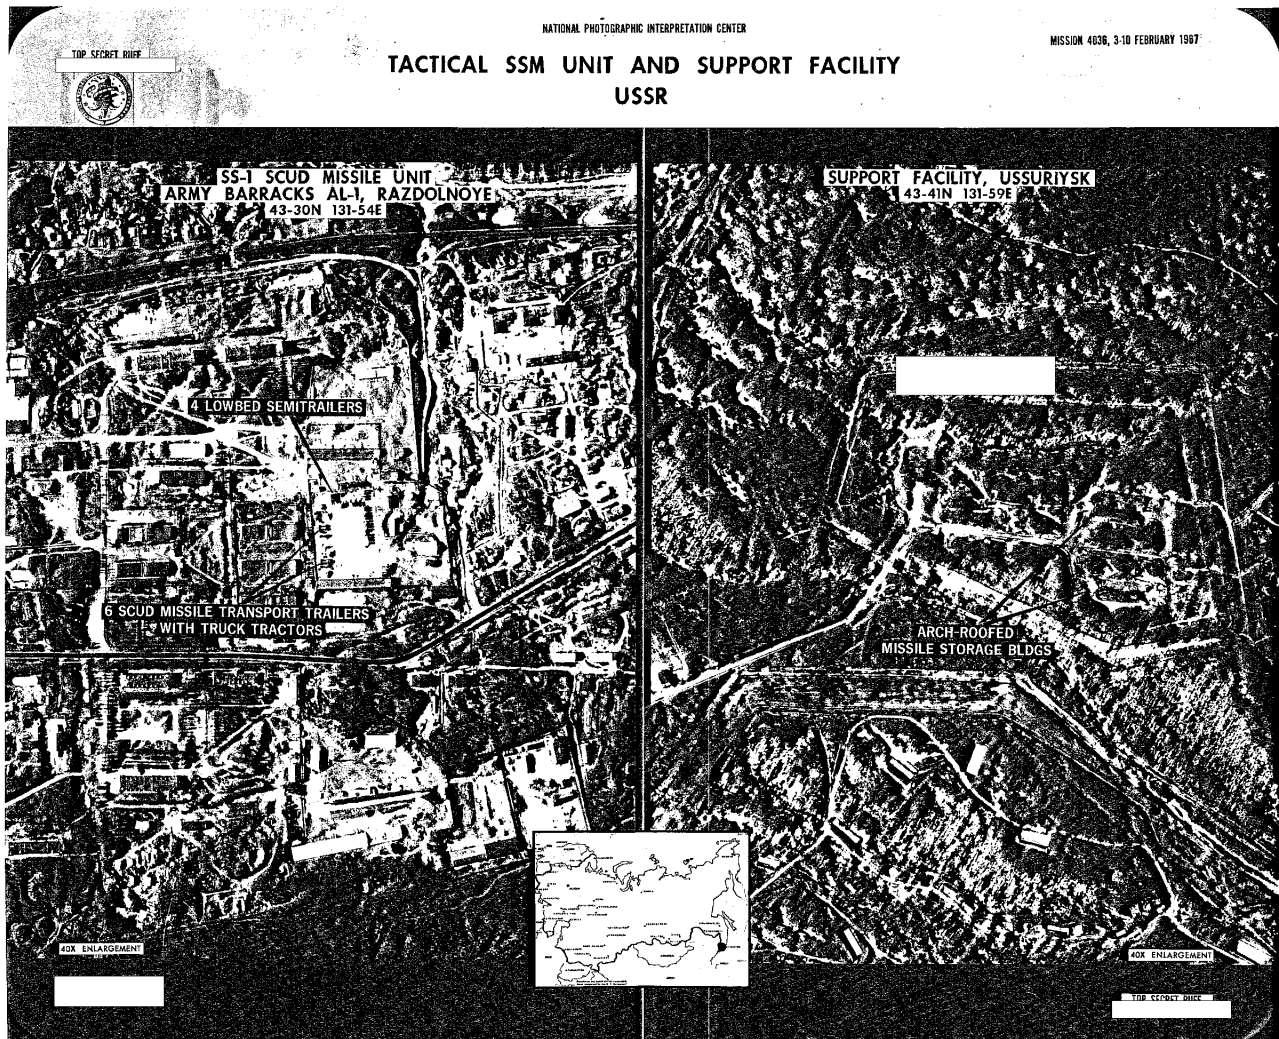 NATIONAL PHOTOGRAPHIC INTERPRETATION CENTER
MISSION 4036, 3-10 FEBRUARY 1967
TOP SECRET RUFF
TACTICAL SSM UNIT AND SUPPORT FACILITY
USSR
SS-1 SCUD MISSILE UNIT
ARMY BARRACKS AL-1, RAZDOLNOYE
43-30N 131-54E
4 LOWBED SEMITRAILERS
6 SCUD MISSILE TRANSPORT TRAILERS
WITH TRUCK TRACTORS
40X ENLARGEMENT
SUPPORT FACILITY, USSURIYSK
43-41N 131-59E
ARCH-ROOFED
MISSILE STORAGE BLDGS
40X ENLARGEMENT
TOP SECRET RUFF